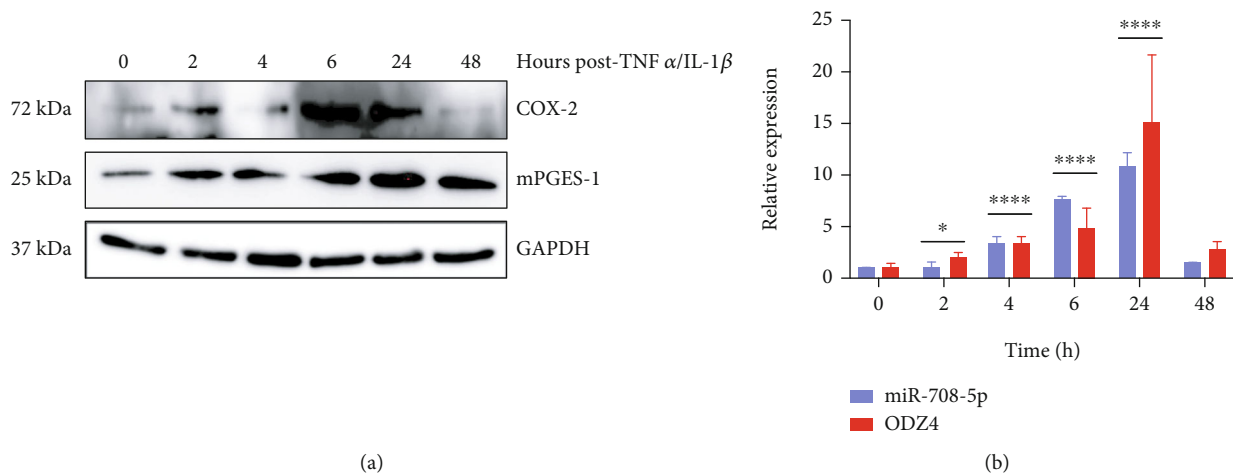 0 2 4 6 24 48 Hours post-TNF α/IL-1β
72 kDa COX-2
25 kDa mPGES-1
37 kDa GAPDH
(a)
Relative expression
25
20
15
10
5
0
* **** **** ****
0 2 4 6 24 48
Time (h)
miR-708-5p
ODZ4
(b)